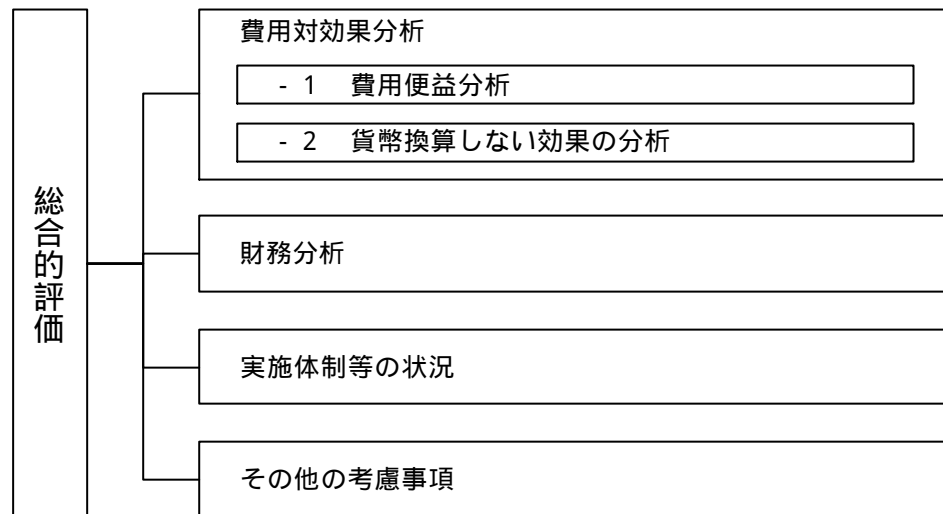 総合的評価
費用対効果分析
- 1 費用便益分析
- 2 貨幣換算しない効果の分析
財務分析
実施体制等の状況
その他の考慮事項